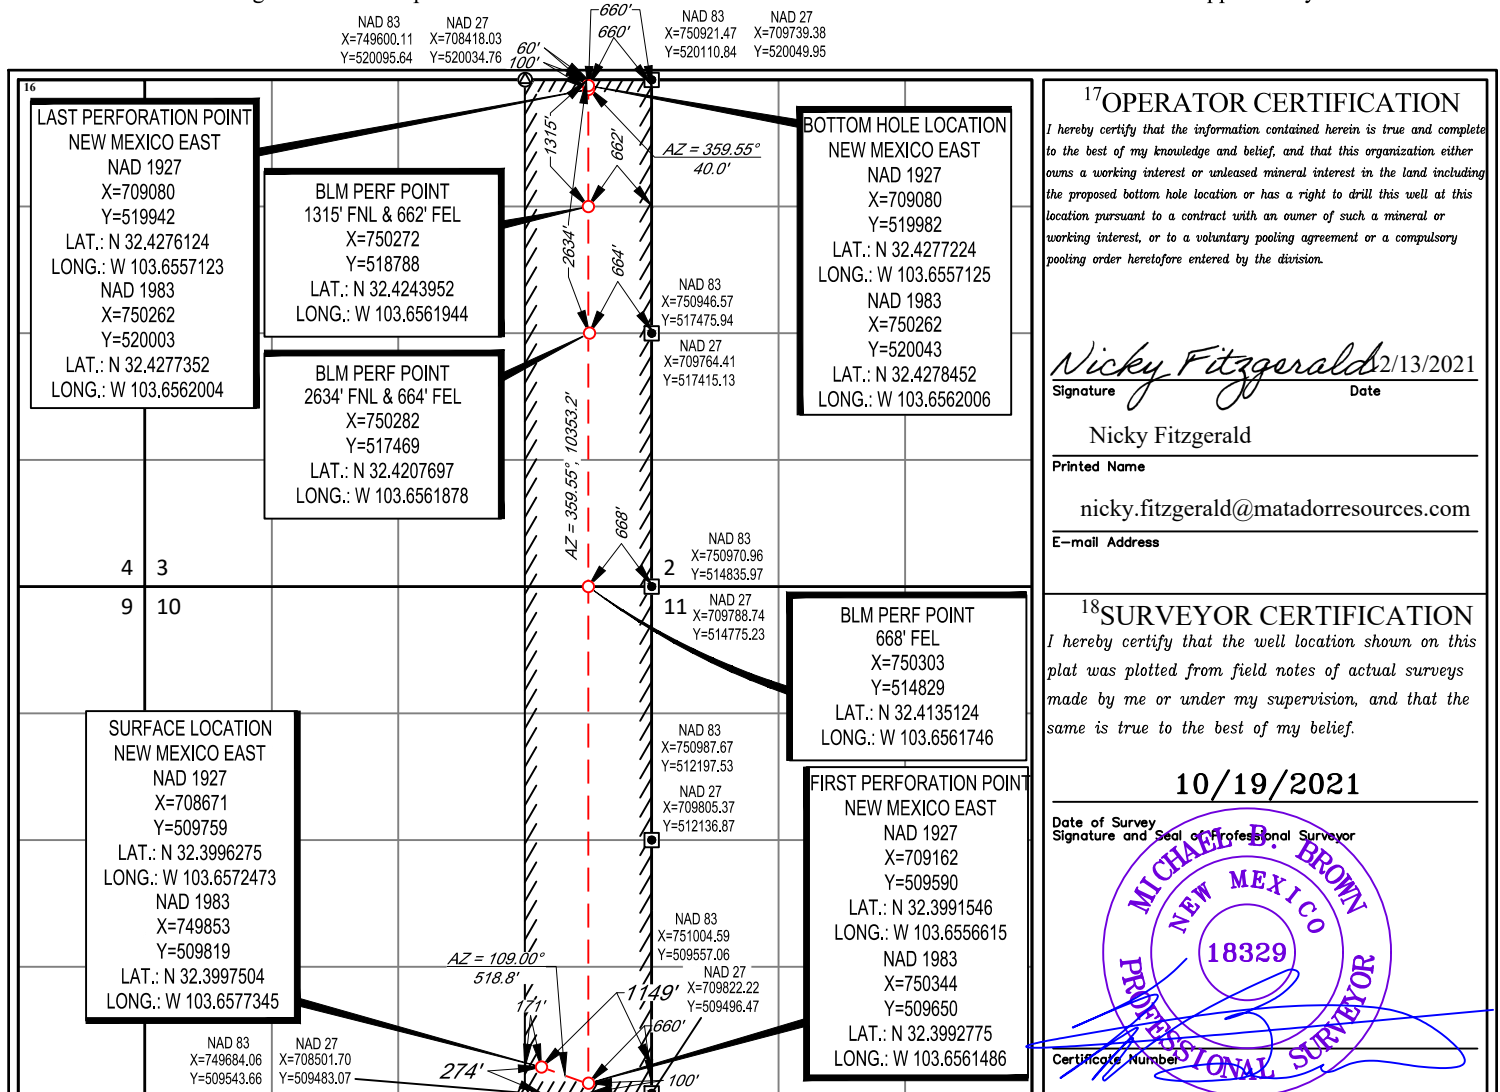 NAD 83
X=749600.11
Y=520095.64
NAD 27
X=708418.03
Y=520034.76
660'
660'
60'
100'
NAD 83
X=750921.47
Y=520110.84
NAD 27
X=709739.38
Y=520049.95
16
LAST PERFORATION POINT
NEW MEXICO EAST
NAD 1927
X=709080
Y=519942
LAT.: N 32.4276124
LONG.: W 103.6557123
NAD 1983
X=750262
Y=520003
LAT.: N 32.4277352
LONG.: W 103.6562004
BLM PERF POINT
1315' FNL & 662' FEL
X=750272
Y=518788
LAT.: N 32.4243952
LONG.: W 103.6561944
BLM PERF POINT
2634' FNL & 664' FEL
X=750282
Y=517469
LAT.: N 32.4207697
LONG.: W 103.6561878
1315'
662'
2634'
664'
AZ = 359.55°
40.0'
BOTTOM HOLE LOCATION
NEW MEXICO EAST
NAD 1927
X=709080
Y=519982
LAT.: N 32.4277224
LONG.: W 103.6557125
NAD 1983
X=750262
Y=520043
LAT.: N 32.4278452
LONG.: W 103.6562006
NAD 83
X=750946.57
Y=517475.94
NAD 27
X=709764.41
Y=517415.13
AZ = 359.55°, 10353.2'
668'
NAD 83
X=750970.96
Y=514835.97
NAD 27
X=709788.74
Y=514775.23
4 3
9 10
2
11
BLM PERF POINT
668' FEL
X=750303
Y=514829
LAT.: N 32.4135124
LONG.: W 103.6561746
SURFACE LOCATION
NEW MEXICO EAST
NAD 1927
X=708671
Y=509759
LAT.: N 32.3996275
LONG.: W 103.6572473
NAD 1983
X=749853
Y=509819
LAT.: N 32.3997504
LONG.: W 103.6577345
NAD 83
X=750987.67
Y=512197.53
NAD 27
X=709805.37
Y=512136.87
FIRST PERFORATION POINT
NEW MEXICO EAST
NAD 1927
X=709162
Y=509590
LAT.: N 32.3991546
LONG.: W 103.6556615
NAD 1983
X=750344
Y=509650
LAT.: N 32.3992775
LONG.: W 103.6561486
NAD 83
X=751004.59
Y=509557.06
NAD 27
X=709822.22
Y=509496.47
AZ = 109.00°
518.8'
171'
1149'
660'
274'
100'
NAD 83
X=749684.06
Y=509543.66
NAD 27
X=708501.70
Y=509483.07
17OPERATOR CERTIFICATION
I hereby certify that the information contained herein is true and complete
to the best of my knowledge and belief, and that this organization either
owns a working interest or unleased mineral interest in the land including
the proposed bottom hole location or has a right to drill this well at this
location pursuant to a contract with an owner of such a mineral or
working interest, or to a voluntary pooling agreement or a compulsory
pooling order heretofore entered by the division.
Nicky Fitzgerald 12/13/2021
Signature Date
Nicky Fitzgerald
Printed Name
nicky.fitzgerald@matadorresources.com
E-mail Address
18SURVEYOR CERTIFICATION
I hereby certify that the well location shown on this
plat was plotted from field notes of actual surveys
made by me or under my supervision, and that the
same is true to the best of my belief.
10/19/2021
Date of Survey
Signature and Seal of Professional Surveyor
MICHAEL B. BROWN
NEW MEXICO
18329
PROFESSIONAL SURVEYOR
Certificate Number